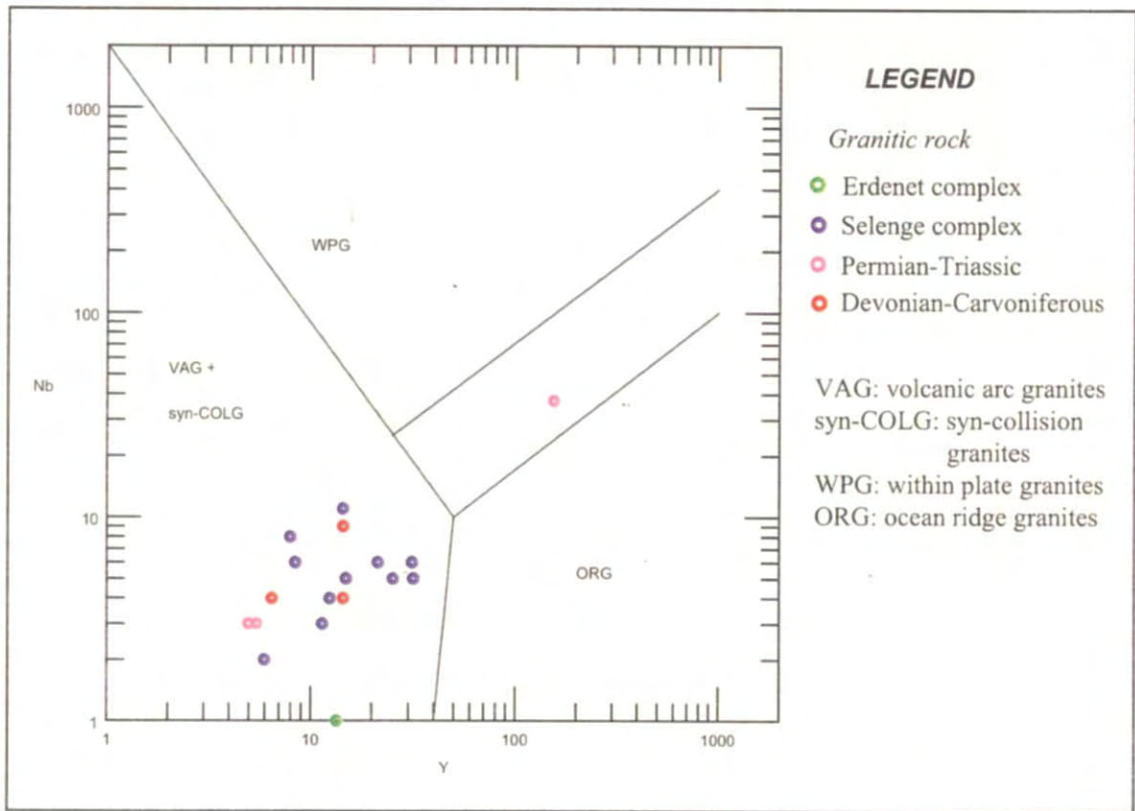 1000
100
10
1
Nb
1
10
100
1000
Y
WPG
VAG +
syn-COLG
ORG
LEGEND
Granitic rock
Erdenet complex
Selenge complex
Permian-Triassic
Devonian-Carvoniferous
VAG: volcanic arc granites
syn-COLG: syn-collision
granites
WPG: within plate granites
ORG: ocean ridge granites